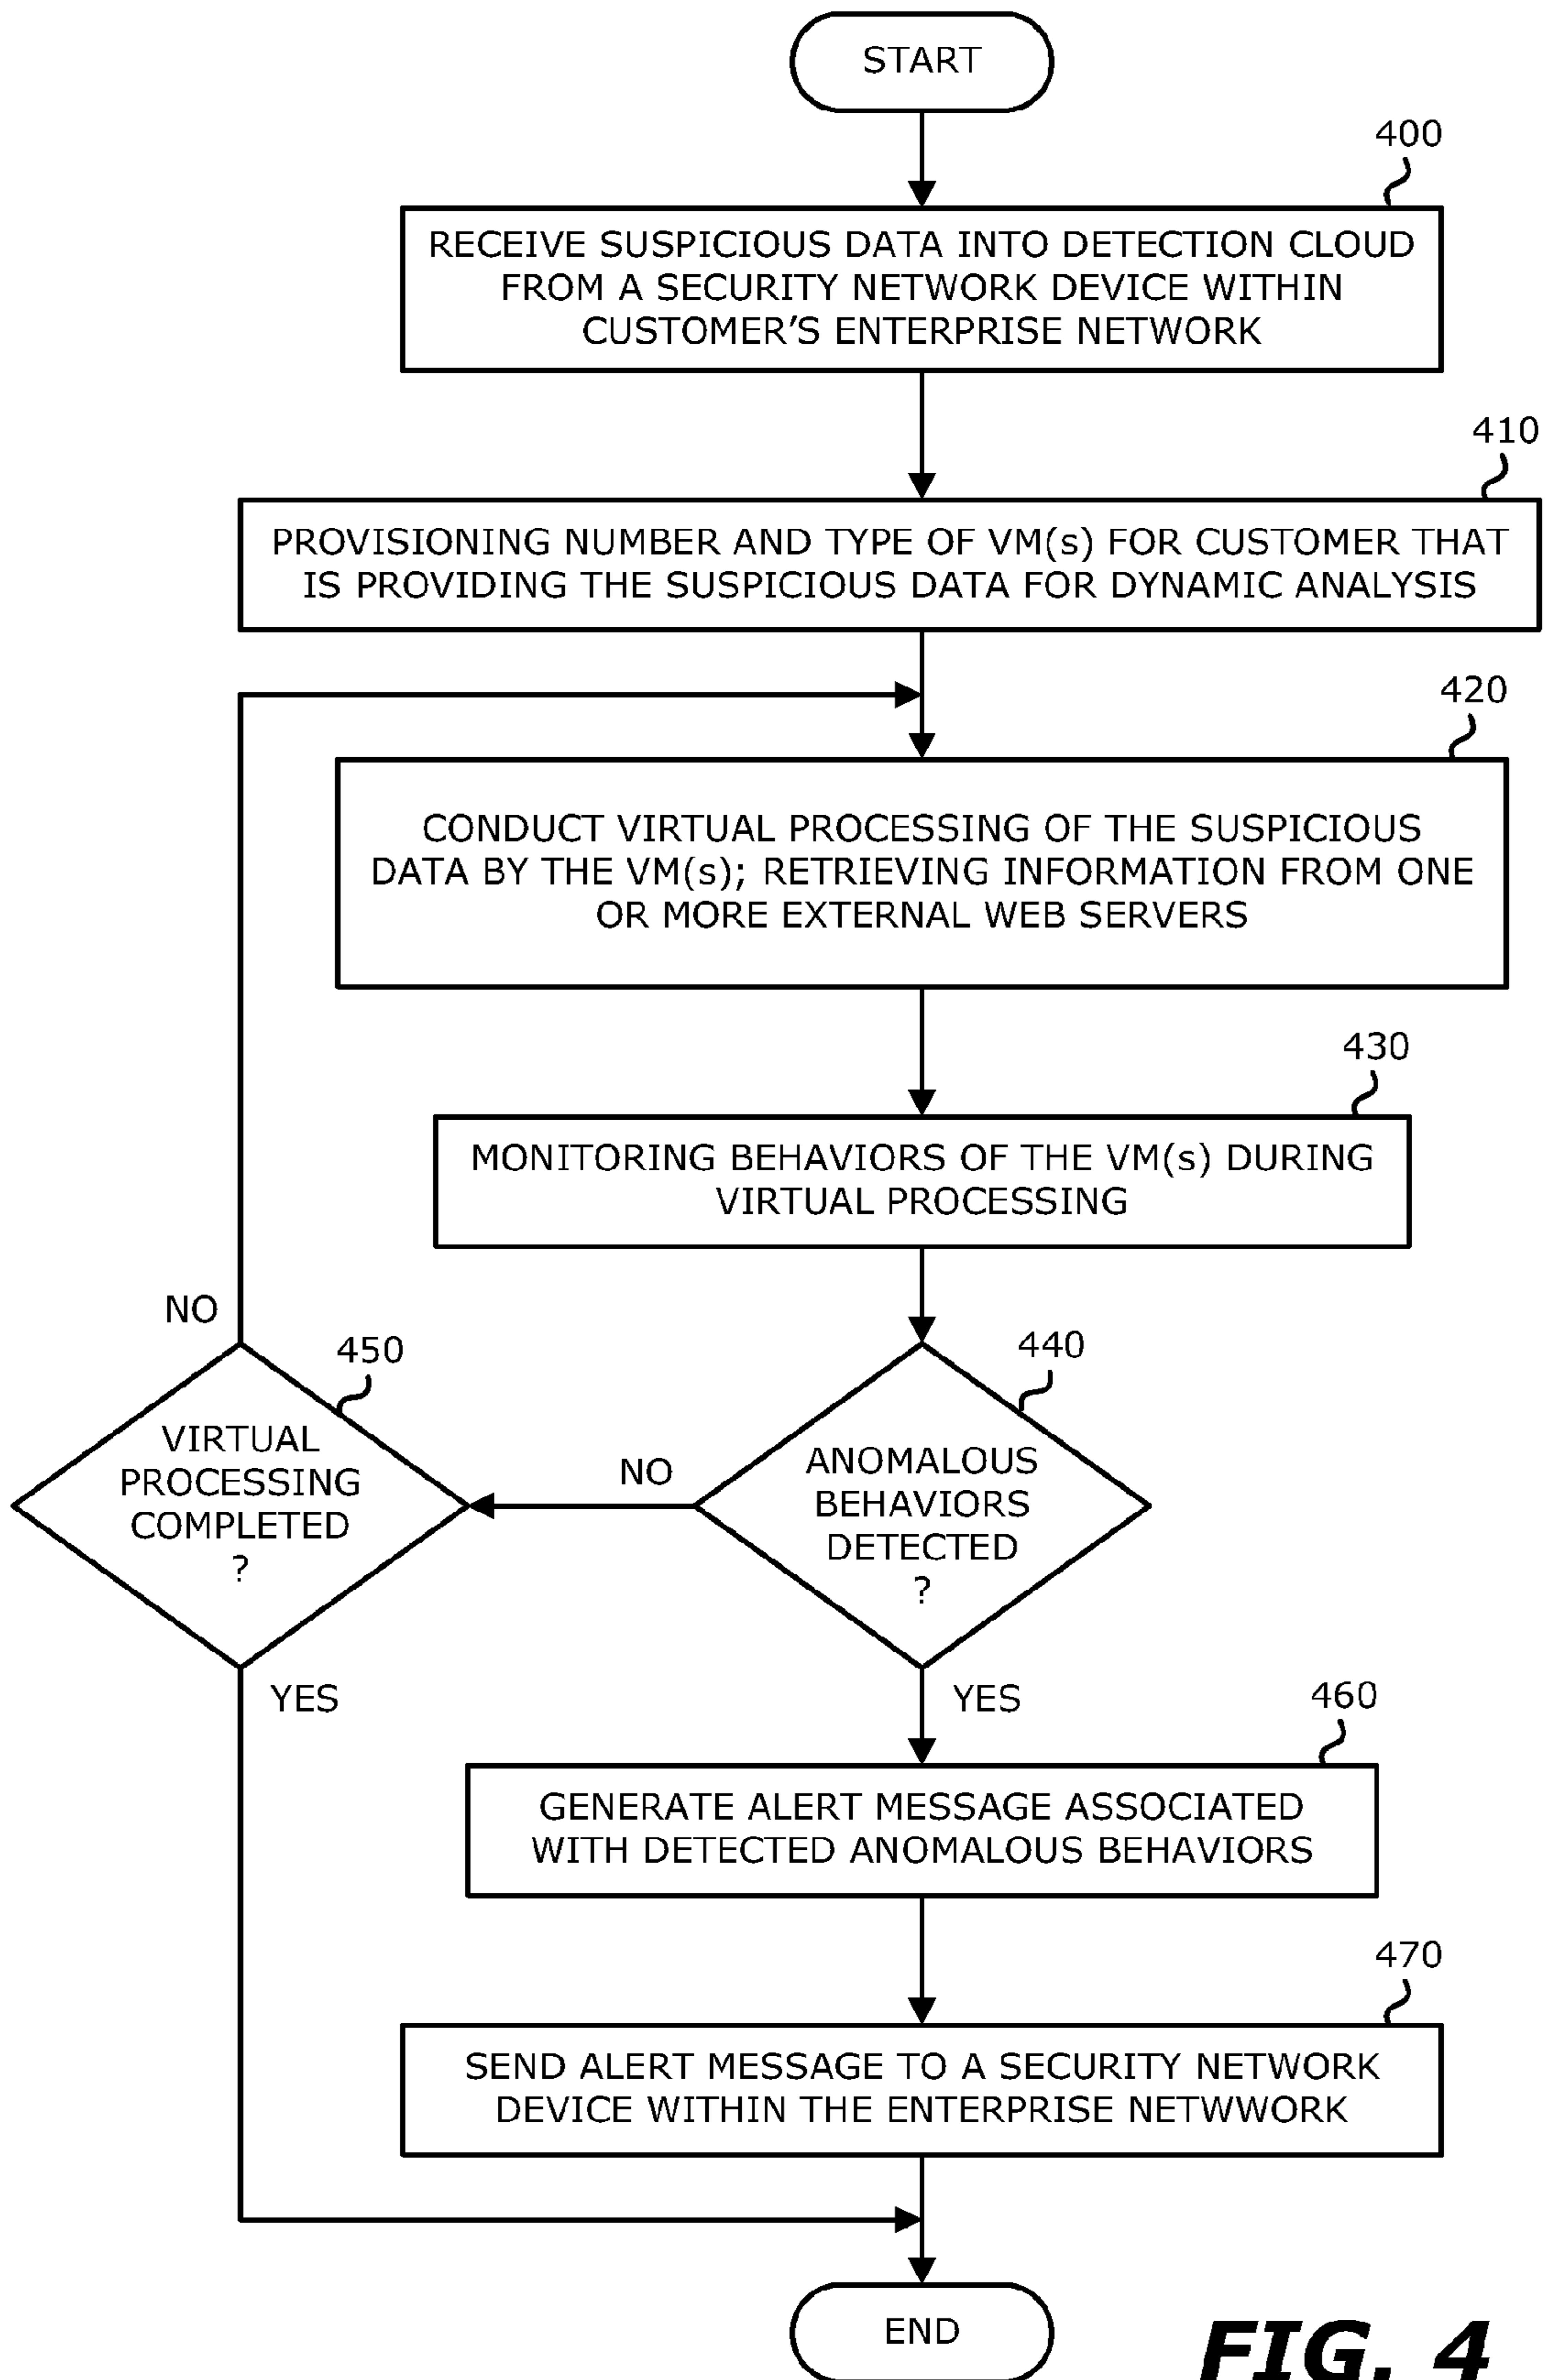 START
400
RECEIVE SUSPICIOUS DATA INTO DETECTION CLOUD
FROM A SECURITY NETWORK DEVICE WITHIN
CUSTOMER'S ENTERPRISE NETWORK
410
PROVISIONING NUMBER AND TYPE OF VM(s) FOR CUSTOMER THAT
IS PROVIDING THE SUSPICIOUS DATA FOR DYNAMIC ANALYSIS
420
CONDUCT VIRTUAL PROCESSING OF THE SUSPICIOUS
DATA BY THE VM(s); RETRIEVING INFORMATION FROM ONE
OR MORE EXTERNAL WEB SERVERS
430
MONITORING BEHAVIORS OF THE VM(s) DURING
VIRTUAL PROCESSING
440
ANOMALOUS
BEHAVIORS
DETECTED
?
NO
450
VIRTUAL
PROCESSING
COMPLETED
?
NO
YES
YES
460
GENERATE ALERT MESSAGE ASSOCIATED
WITH DETECTED ANOMALOUS BEHAVIORS
470
SEND ALERT MESSAGE TO A SECURITY NETWORK
DEVICE WITHIN THE ENTERPRISE NETWWORK
END
FIG. 4